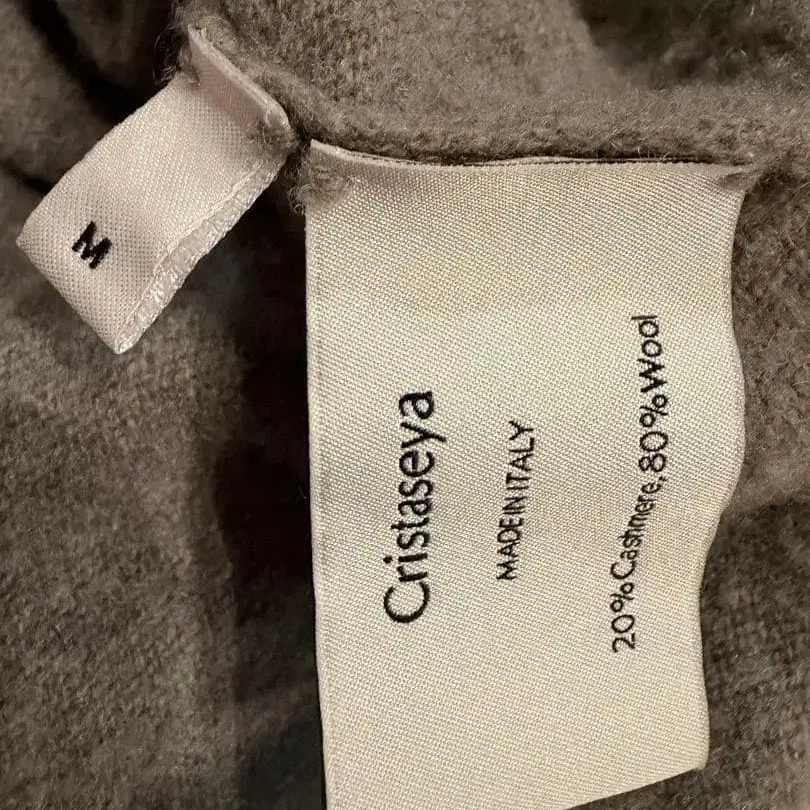 M
Cristaseya
MADE IN ITALY
20%Cashmere,80%Wool